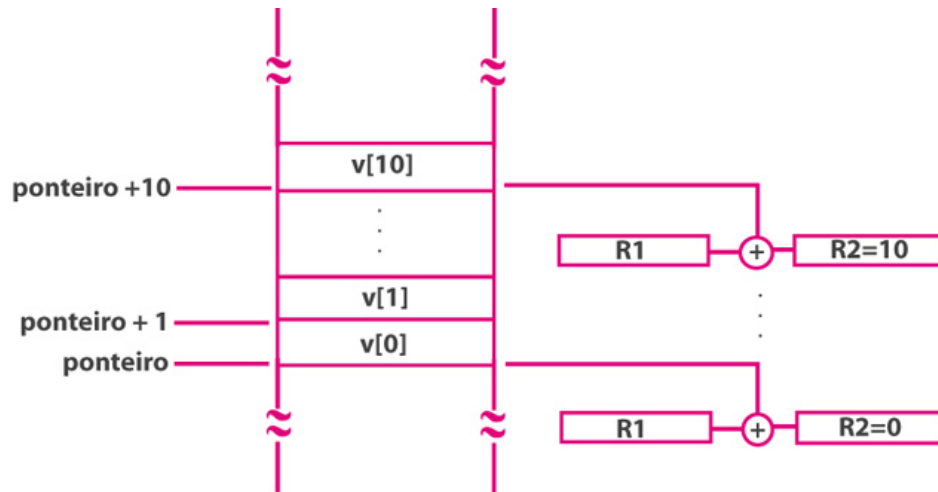 v[10]
ponteiro +10
R1 + R2=10
v[1]
ponteiro + 1
v[0]
ponteiro
R1 + R2=0